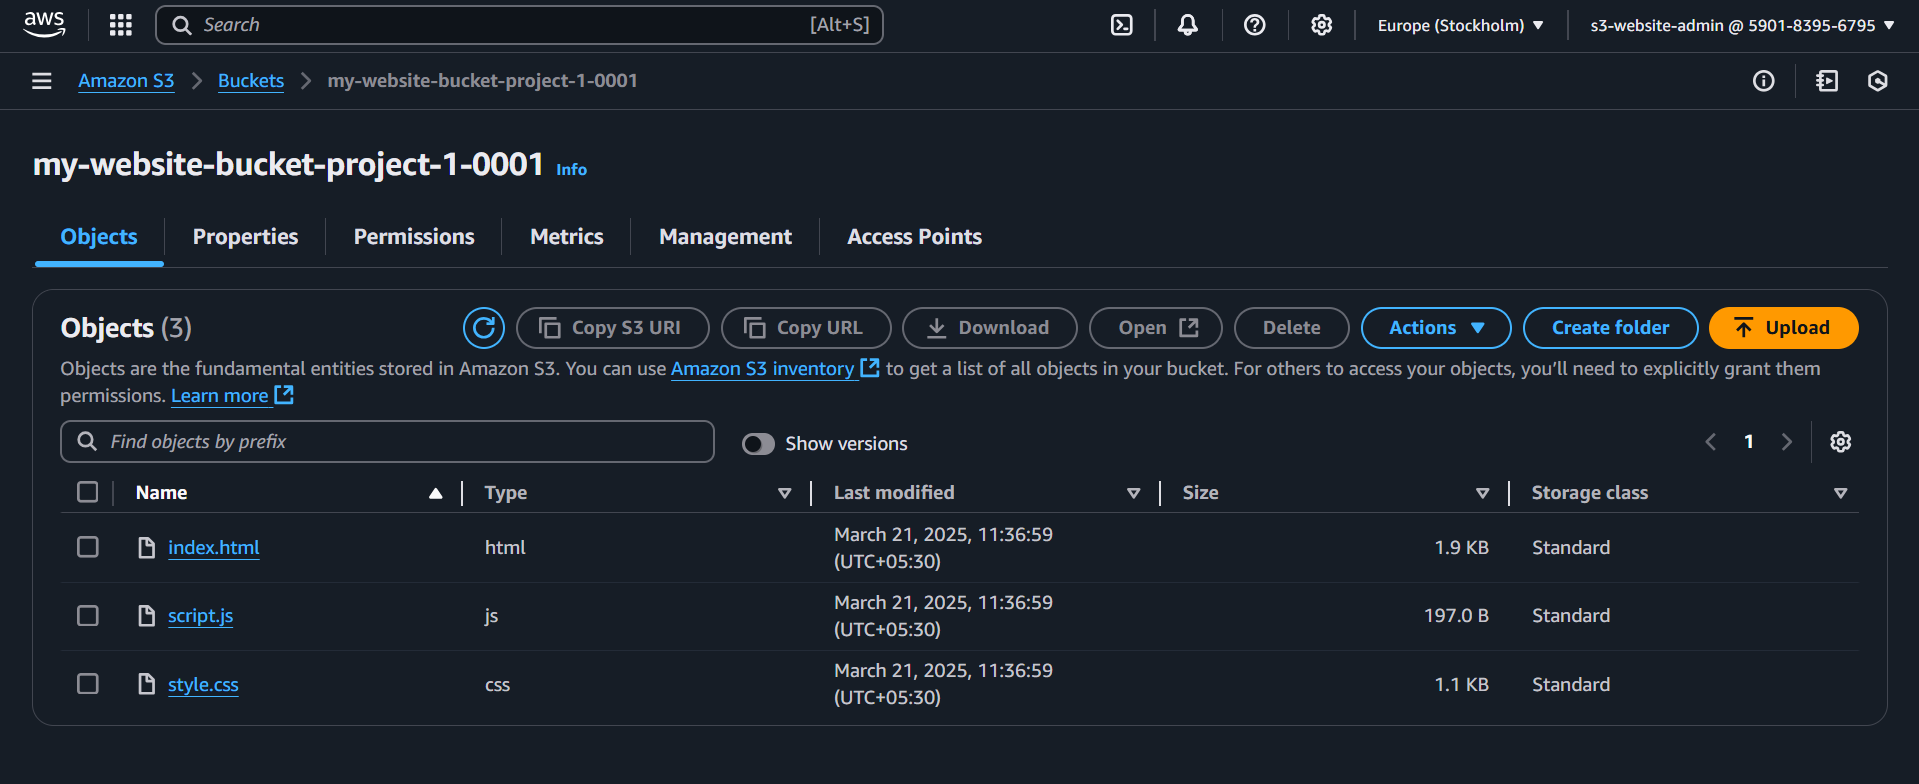 aws Search [Alt+S] Europe (Stockholm) s3-website-admin @ 5901-8395-6795
Amazon S3 Buckets my-website-bucket-project-1-0001
my-website-bucket-project-1-0001 Info
Objects Properties Permissions Metrics Management Access Points
Objects (3) Copy S3 URI Copy URL Download Open Delete Actions Create folder Upload
Objects are the fundamental entities stored in Amazon S3. You can use Amazon S3 inventory to get a list of all objects in your bucket. For others to access your objects, you’ll need to explicitly grant them
permissions. Learn more
Find objects by prefix Show versions 1
Name Type Last modified Size Storage class
index.html html March 21, 2025, 11:36:59 (UTC+05:30) 1.9 KB Standard
script.js js March 21, 2025, 11:36:59 (UTC+05:30) 197.0 B Standard
style.css css March 21, 2025, 11:36:59 (UTC+05:30) 1.1 KB Standard